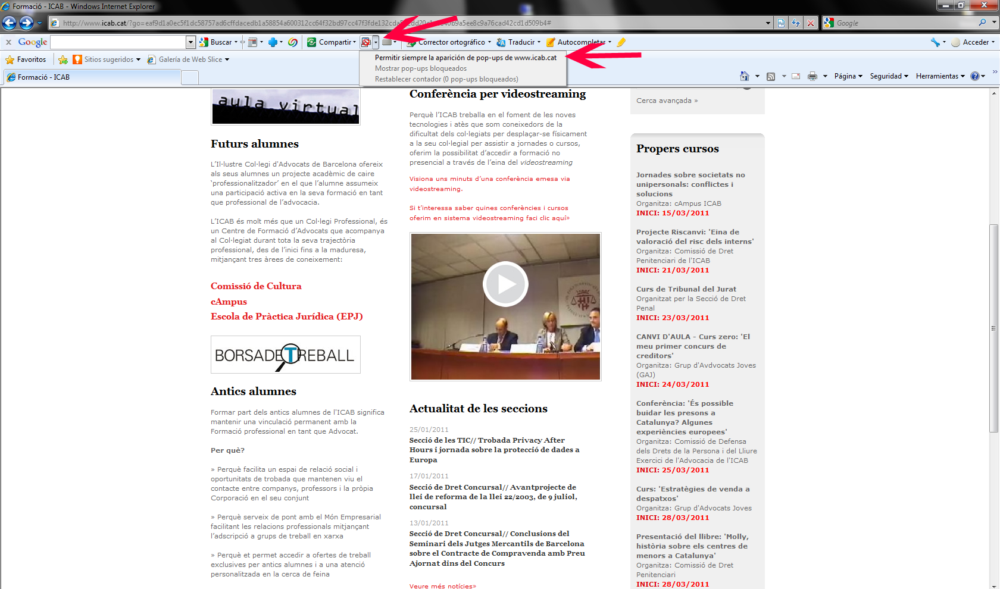 Formació - ICAB - Windows Internet Explorer
Google
x Google
Buscar
Compartir
Corrector ortográfico
Traducir
Autocompletar
Acceder
Permitir siempre la aparición de pop-ups de www.icab.cat
Mostrar pop-ups bloqueados
Restablecer contador (0 pop-ups bloqueados)
Favoritos
Sitios sugeridos
Galería de Web Slice
Formació - ICAB
Página
Seguridad
Herramientas
aula virtual
Futurs alumnes
L'Il·lustre Col·legi d'Advocats de Barcelona ofereix
als seus alumnes un projecte acadèmic de caire
‘professionalitzador’ en el que l’alumne assumeix
una participació activa en la seva formació en tant
que professional de l’advocacia.
L’ICAB és molt més que un Col·legi Professional, és
un Centre de Formació d’Advocats que acompanya
al Col·legiat durant tota la seva trajectòria
professional, des de l’inici fins a la maduresa,
mitjançant tres àrees de coneixement:
Comissió de Cultura
cAmpus
Escola de Pràctica Jurídica (EPJ)
BORSADETREBALL
Antics alumnes
Formar part dels antics alumnes de l'ICAB significa
mantenir una vinculació permanent amb la
Formació professional en tant que Advocat.
Per què?
» Perquè facilita un espai de relació social i
oportunitats de trobada que mantenen viu el
contacte entre companys, professors i la pròpia
Corporació en el seu conjunt
» Perquè serveix de pont amb el Món Empresarial
facilitant les relacions professionals mitjançant
l’adscripció a grups de treball en xarxa
» Perquè et permet accedir a ofertes de treball
exclusives per antics alumnes i a una atenció
personalitzada en la cerca de feina
Conferència per videostreaming
Perquè l’ICAB treballa en el foment de les noves
tecnologies i atès que som coneixedors de la
dificultat dels col·legiats per desplaçar-se físicament
a la seu col·legial per assistir a jornades o cursos,
oferim la possibilitat d’accedir a formació no
presencial a través de l’eina del videostreaming
Visiona uns minuts d’una conferència emesa via
videostreaming.
Si t’interessa saber quines conferències i cursos
oferim en sistema videostreaming faci clic aquí»
Actualitat de les seccions
25/01/2011
Secció de les TIC// Trobada Privacy After
Hours i jornada sobre la protecció de dades a
Europa
17/01/2011
Secció de Dret Concursal// Avantprojecte de
llei de reforma de la llei 22/2003, de 9 juliol,
concursal
13/01/2011
Secció de Dret Concursal// Conclusions del
Seminari dels Jutges Mercantils de Barcelona
sobre el Contracte de Compravenda amb Preu
Ajornat dins del Concurs
Veure més notícies»
Cerca avançada »
Propers cursos
Jornades sobre societats no
unipersonals: conflictes i
solucions
Organitza: cAmpus ICAB
INICI: 15/03/2011
Projecte Riscanvi: 'Eina de
valoració del risc dels interns'
Organitza: Comissió de Dret
Penitenciari de l'ICAB
INICI: 21/03/2011
Curs de Tribunal del Jurat
Organitzat per la Secció de Dret
Penal
INICI: 23/03/2011
CANVI D'AULA - Curs zero: 'El
meu primer concurs de
creditors'
Organitza: Grup d'Avdvocats Joves
(GAJ)
INICI: 24/03/2011
Conferència: 'És possible
buidar les presons a
Catalunya? Algunes
experiències europees'
Organitza: Comissió de Defensa
dels Drets de la Persona i del Lliure
Exercici de l'Advocacia de l'ICAB
INICI: 25/03/2011
Curs: 'Estratègies de venda a
despatxos'
Organitza: Grup d'Advocats Joves
INICI: 28/03/2011
Presentació del llibre: 'Molly,
història sobre els centres de
menors a Catalunya'
Organitza: Comissió de Dret
Penitenciari
INICI: 28/03/2011